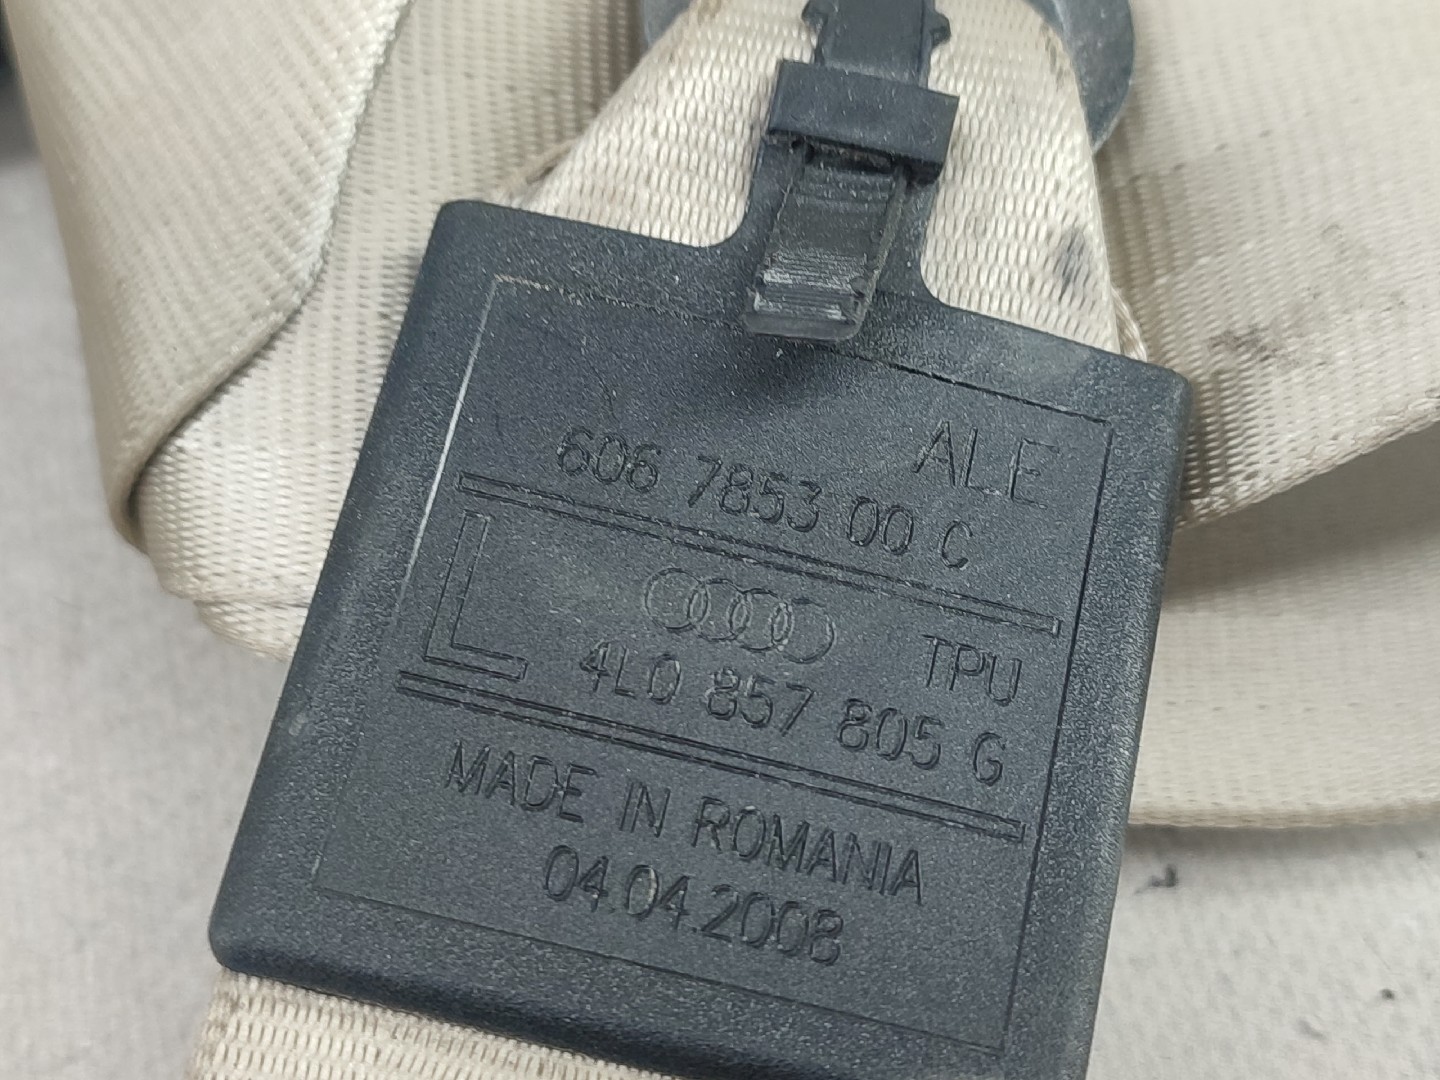 ALE
606 7853 00 C
L
TPU
4L0 857 805 G
MADE IN ROMANIA
04.04.2008